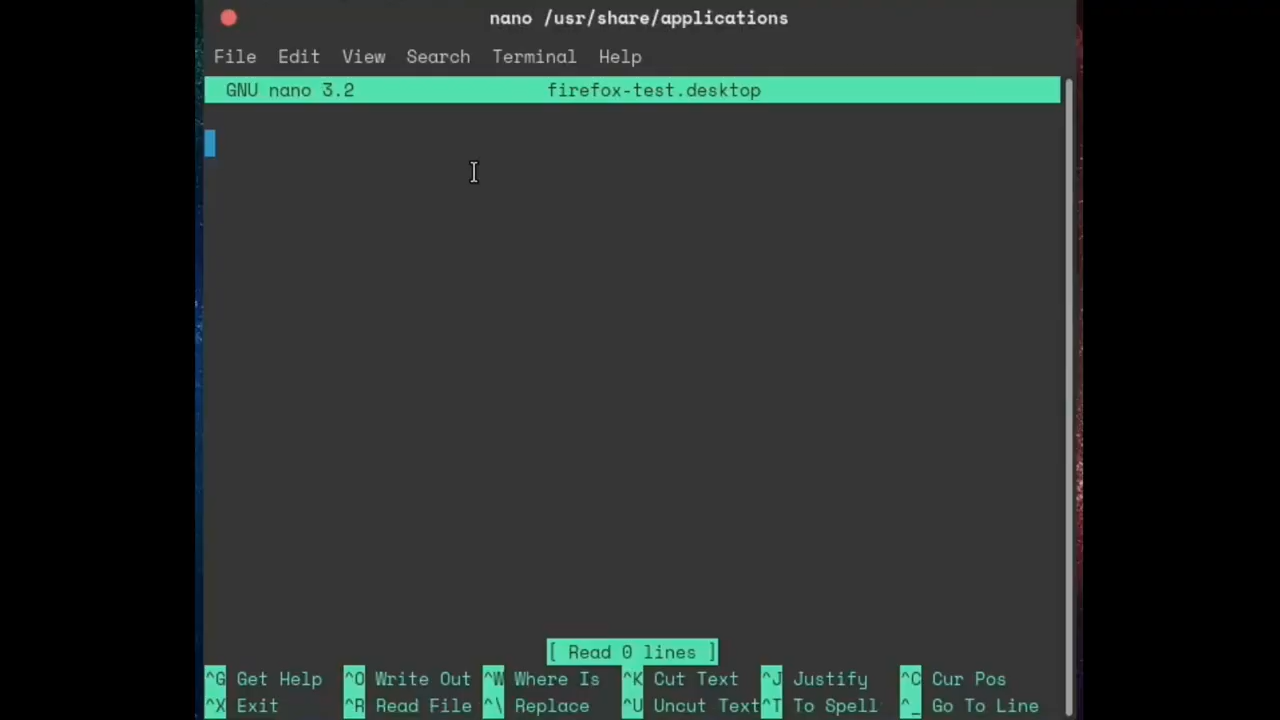 nano /usr/share/applications
File Edit View Search Terminal Help
GNU nano 3.2 firefox-test.desktop
[ Read 0 lines ]
^G Get Help ^O Write Out ^W Where Is ^K Cut Text ^J Justify ^C Cur Pos
^X Exit ^R Read File ^\ Replace ^U Uncut Text ^T To Spell ^_ Go To Line